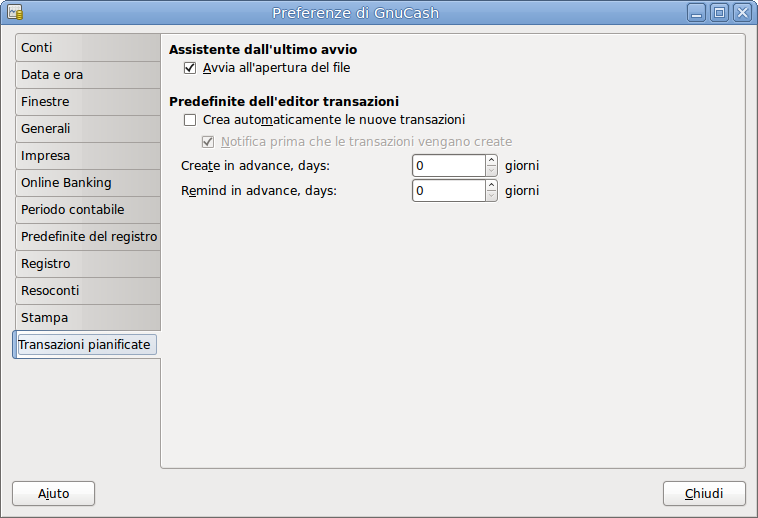 Preferenze di GnuCash
Conti
Data e ora
Finestre
Generali
Impresa
Online Banking
Periodo contabile
Predefinite del registro
Registro
Resoconti
Stampa
Transazioni pianificate
Assistente dall'ultimo avvio
Avvia all'apertura del file
Predefinite dell'editor transazioni
Crea automaticamente le nuove transazioni
Notifica prima che le transazioni vengano create
Create in advance, days: 0 giorni
Remind in advance, days: 0 giorni
Aiuto
Chiudi